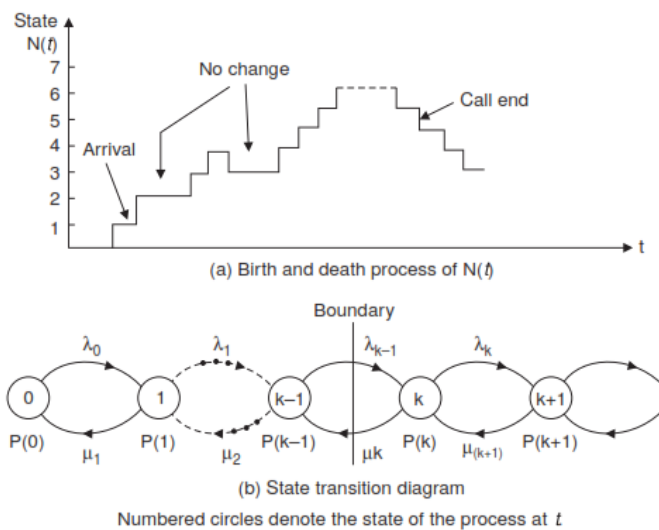 State
N(t)
7
6
5
4
3
2
1
No change
Arrival
Call end
t
(a) Birth and death process of N(t)
Boundary
λ₀ λ₁ λₖ₋₁ λₖ
0 1 k–1 k k+1
P(0) P(1) P(k–1) P(k) P(k+1)
μ₁ μ₂ μk μ₍ₖ₊₁₎
(b) State transition diagram
Numbered circles denote the state of the process at t.